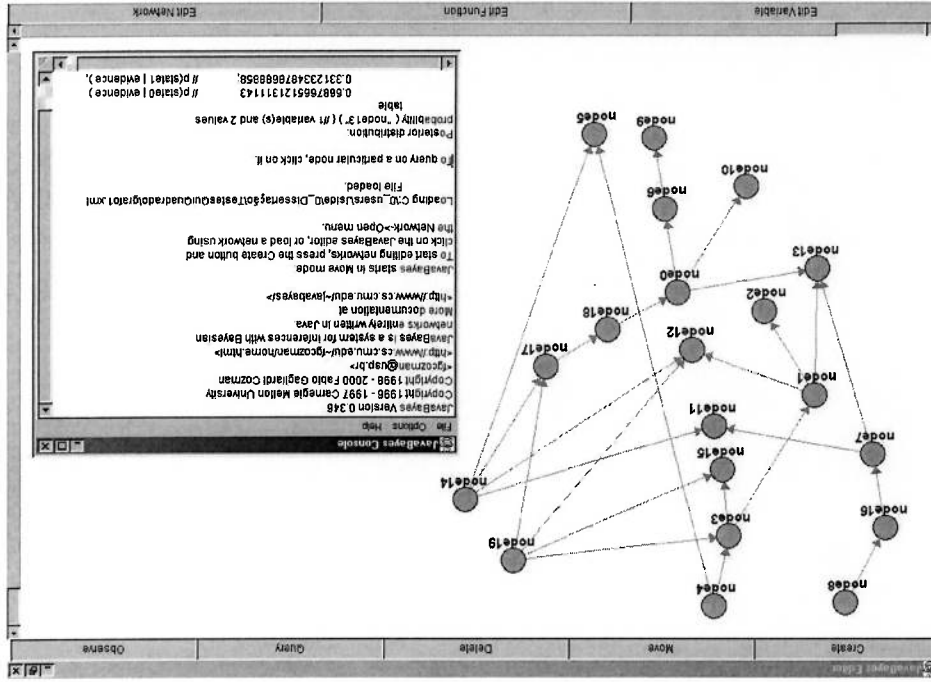 JavaBayes Editor
Create
Move
Delete
Query
Observe
node8
node4
node16
node19
node3
node14
node7
node15
node11
node1
node12
node17
node2
node18
node13
node0
node10
node6
node9
node5
JavaBayes Console
File Options Help
JavaBayes Version 0.346
Copyright 1996 - 1997 Carnegie Mellon University
Copyright 1998 - 2000 Fabio Gagliardi Cozman
<fgcozman@usp.br>
<http://www.cs.cmu.edu/~fgcozman/home.html>
JavaBayes is a system for inferences with Bayesian
networks entirely written in Java.
More documentation at
<http://www.cs.cmu.edu/~javabayes/>
JavaBayes starts in Move mode.
To start editing networks, press the Create button and
click on the JavaBayes editor, or load a network using
the Network->Open menu.
Loading
File loaded.
To query on a particular node, click on it.
Posterior distribution:
probability ( "node13" ) { //1 variable(s) and 2 values
table
0.6687665121311143 // p(state0 | evidence )
0.3312334878688858, // p(state1 | evidence ),
Edit Variable
Edit Function
Edit Network